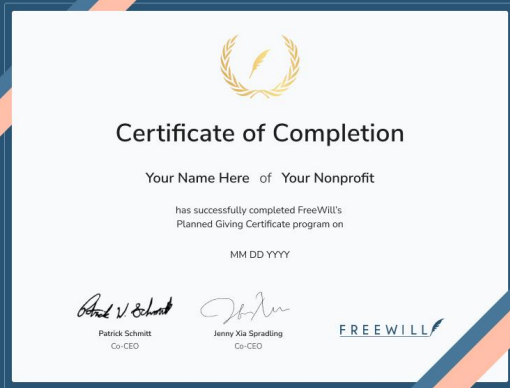 Certificate of Completion
Your Name Here of Your Nonprofit
has successfully completed FreeWill's
Planned Giving Certificate program on
MM DD YYYY
Patrick Schmitt
Co-CEO
Jenny Xia Spradling
Co-CEO
FREEWILL